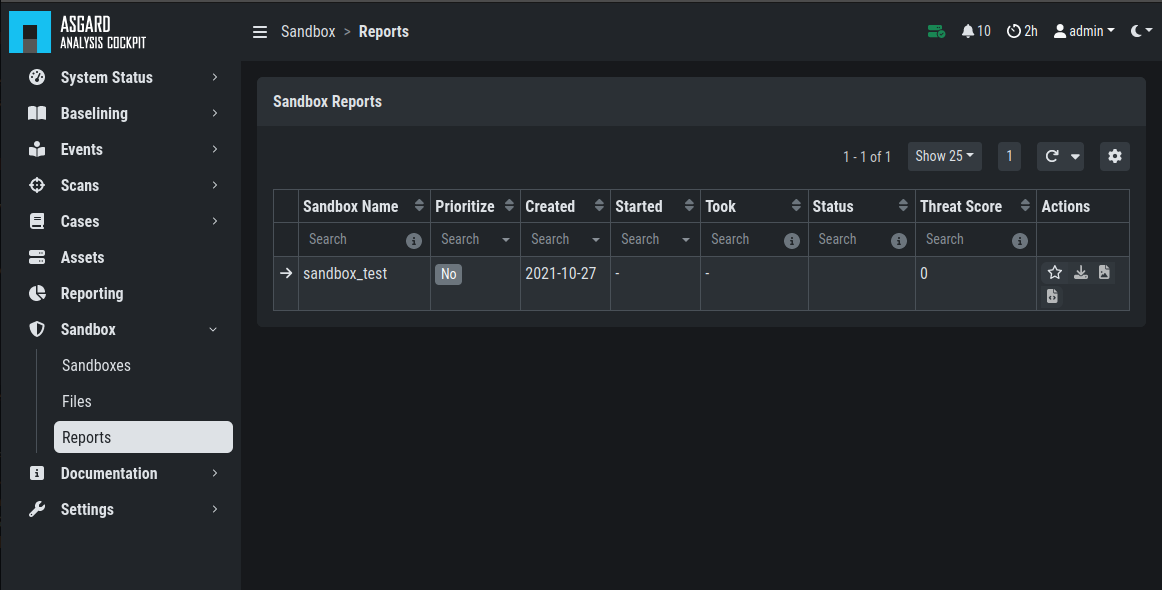 ASGARD
ANALYSIS COCKPIT
Sandbox > Reports
10
2h
admin
System Status
Baselining
Events
Scans
Cases
Assets
Reporting
Sandbox
Sandboxes
Files
Reports
Documentation
Settings
Sandbox Reports
1 - 1 of 1
Show 25
1
Sandbox Name Prioritize Created Started Took Status Threat Score Actions
Search Search Search Search Search Search Search
sandbox_test No 2021-10-27 - - 0